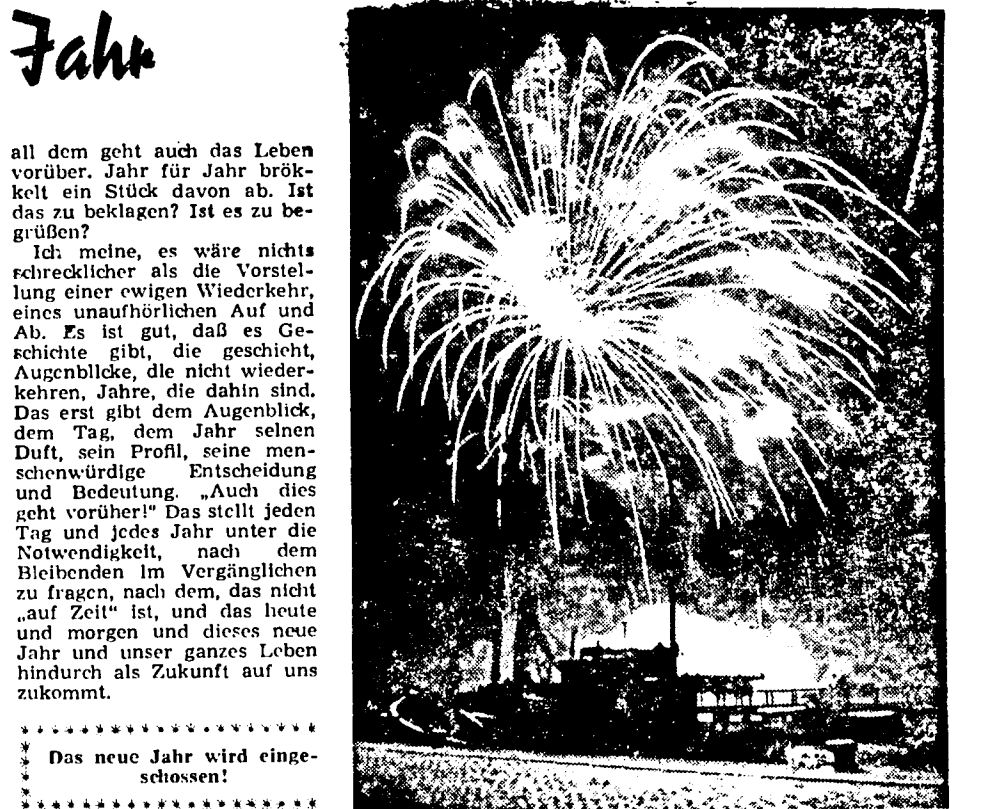 Jahr
all dem geht auch das Leben
vorüber. Jahr für Jahr brök-
kelt ein Stück davon ab. Ist
das zu beklagen? Ist es zu be-
grüßen?
Ich meine, es wäre nichts
schrecklicher als die Vorstel-
lung einer ewigen Wiederkehr,
eines unaufhörlichen Auf und
Ab. Es ist gut, daß es Ge-
schichte gibt, die geschieht,
Augenblicke, die nicht wieder-
kehren, Jahre, die dahin sind.
Das erst gibt dem Augenblick,
dem Tag, dem Jahr seinen
Duft, sein Profil, seine men-
schenwürdige Entscheidung
und Bedeutung. „Auch dies
geht vorüber!" Das stellt jeden
Tag und jedes Jahr unter die
Notwendigkeit, nach dem
Bleibenden im Vergänglichen
zu fragen, nach dem, das nicht
„auf Zeit" ist, und das heute
und morgen und dieses neue
Jahr und unser ganzes Leben
hindurch als Zukunft auf uns
zukommt.
Das neue Jahr wird einge-
schossen!